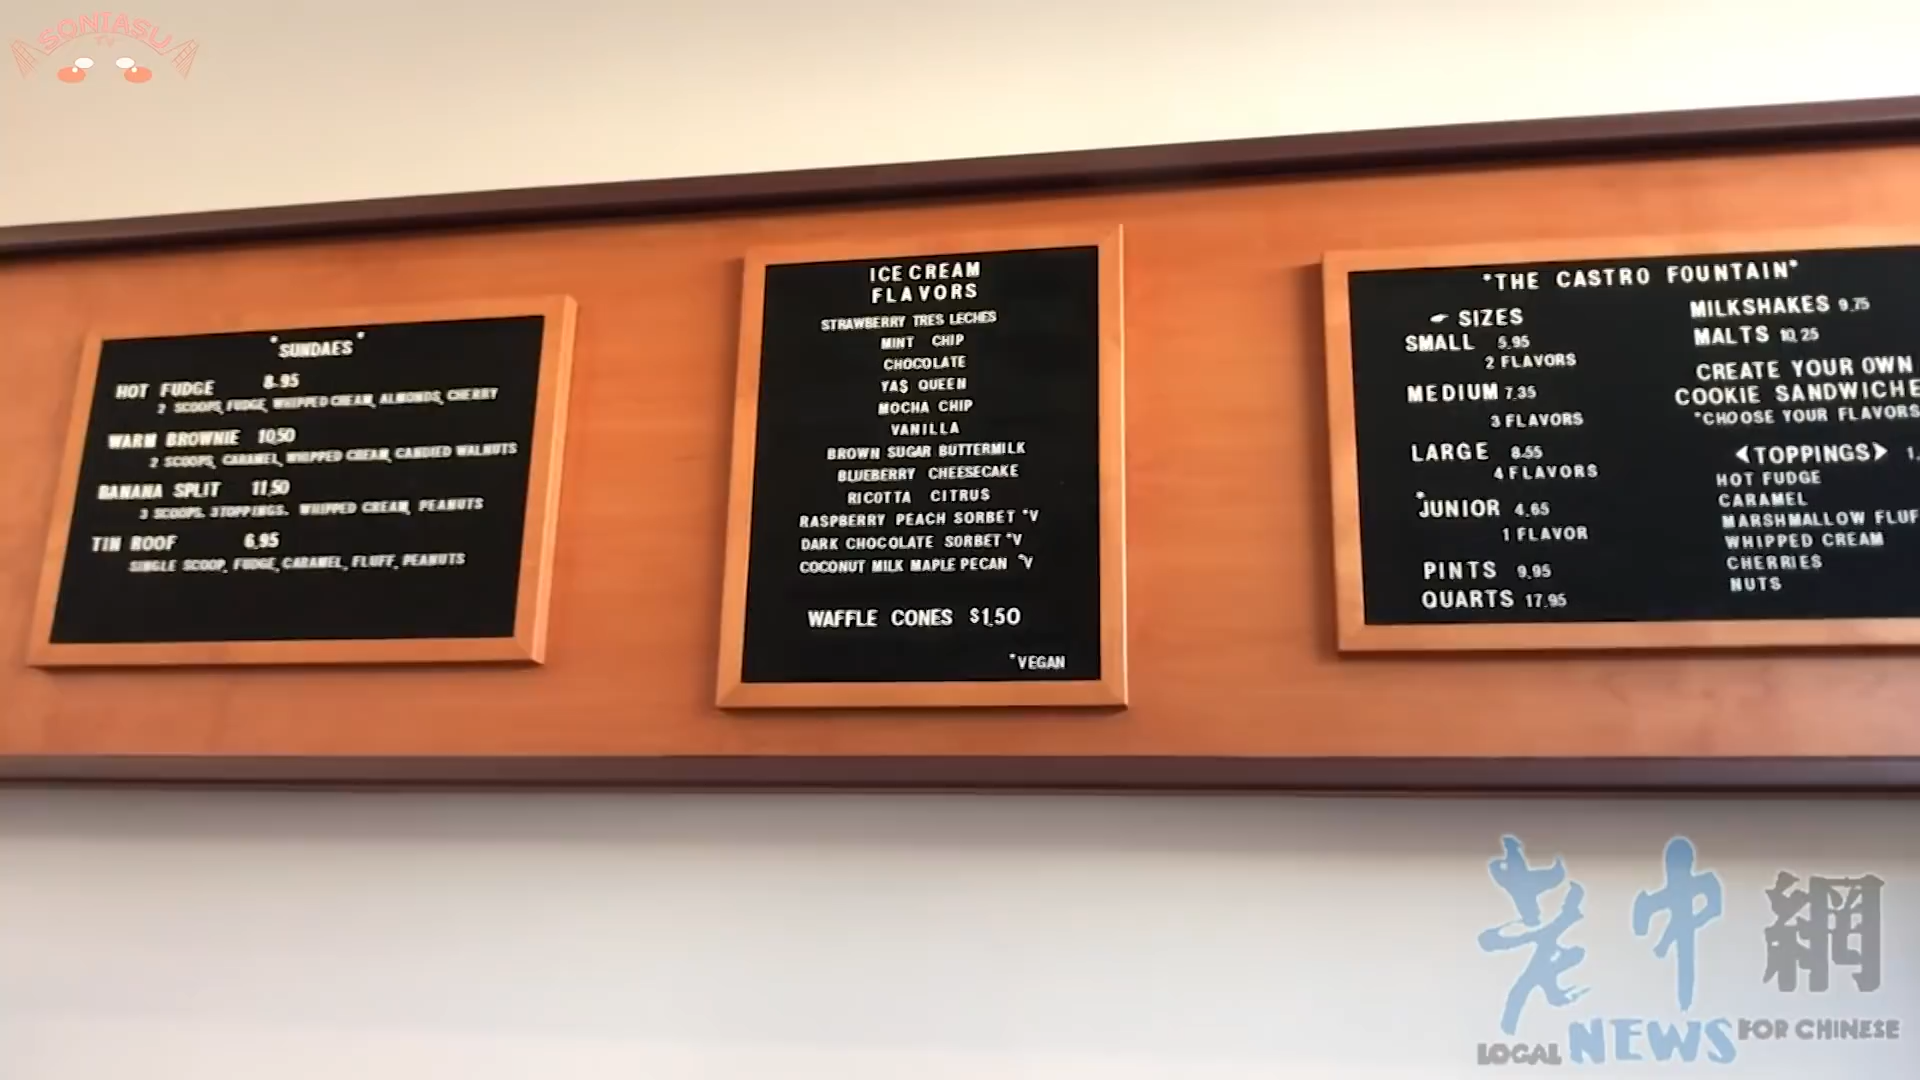 SONIASU
TV
"SUNDAES"
HOT FUDGE 8.95
2 SCOOPS, FUDGE, WHIPPED CREAM, ALMONDS, CHERRY
WARM BROWNIE 10.50
2 SCOOPS, CARAMEL, WHIPPED CREAM, CANDIED WALNUTS
BANANA SPLIT 11.50
3 SCOOPS. 3 TOPPINGS. WHIPPED CREAM, PEANUTS
TIN ROOF 6.95
SINGLE SCOOP, FUDGE, CARAMEL, FLUFF, PEANUTS
ICE CREAM
FLAVORS
STRAWBERRY TRES LECHES
MINT CHIP
CHOCOLATE
YA$ QUEEN
MOCHA CHIP
VANILLA
BROWN SUGAR BUTTERMILK
BLUEBERRY CHEESECAKE
RICOTTA CITRUS
RASPBERRY PEACH SORBET *V
DARK CHOCOLATE SORBET *V
COCONUT MILK MAPLE PECAN *V
WAFFLE CONES $1.50
*VEGAN
"THE CASTRO FOUNTAIN"
SIZES
SMALL 5.95
2 FLAVORS
MEDIUM 7.35
3 FLAVORS
LARGE 8.55
4 FLAVORS
*JUNIOR 4.65
1 FLAVOR
PINTS 9.95
QUARTS 17.95
MILKSHAKES 9.75
MALTS 10.25
CREATE YOUR OWN
COOKIE SANDWICHE
*CHOOSE YOUR FLAVORS
TOPPINGS 1.
HOT FUDGE
CARAMEL
MARSHMALLOW FLUF
WHIPPED CREAM
CHERRIES
NUTS
老中網
LOCAL NEWS FOR CHINESE